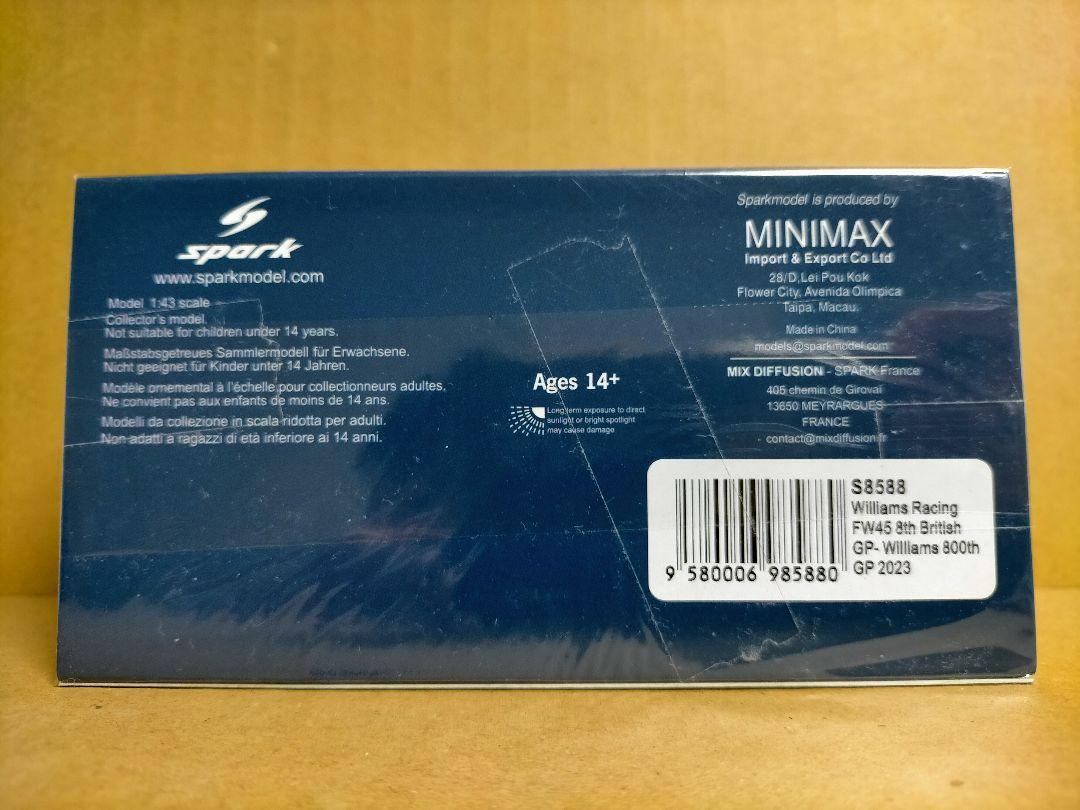 spark
www.sparkmodel.com
Model 1:43 scale
Collector's model.
Not suitable for children under 14 years.
Maßstabsgetreues Sammlermodell für Erwachsene.
Nicht geeignet für Kinder unter 14 Jahren.
Modèle ornemental à l'échelle pour collectionneurs adultes,
Ne convient pas aux enfants de moins de 14 ans.
Modelli da collezione in scala ridotta per adulti.
Non adatti a ragazzi di età inferiore ai 14 anni.
Ages 14+
Long term exposure to direct
sunlight or bright spotlight
may cause damage
Sparkmodel is produced by
MINIMAX
Import & Export Co Ltd
28/D,Lei Pou Kok
Flower City, Avenida Olimpica
Taipa, Macau.
Made in China
models@sparkmodel.com
MIX DIFFUSION - SPARK France
405 chemin de Giroval
13650 MEYRARGUES
FRANCE
contact@mixdiffusion.fr
S8588
Williams Racing
FW45 8th British
GP- Williams 800th
GP 2023
9 580006 985880